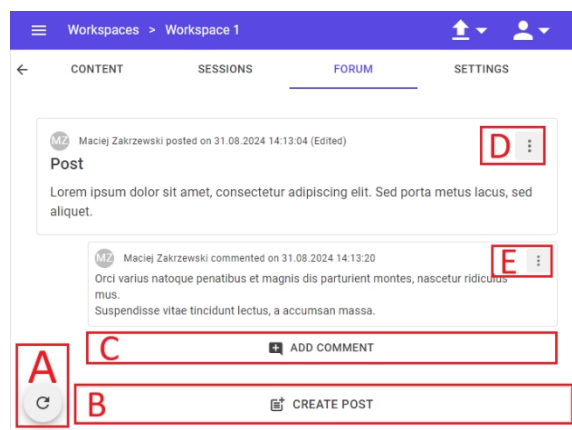 Workspaces > Workspace 1
CONTENT SESSIONS FORUM SETTINGS
MZ Maciej Zakrzewski posted on 31.08.2024 14:13:04 (Edited)
D
Post
Lorem ipsum dolor sit amet, consectetur adipiscing elit. Sed porta metus lacus, sed
aliquet.
MZ Maciej Zakrzewski commented on 31.08.2024 14:13:20
E
Orci varius natoque penatibus et magnis dis parturient montes, nascetur ridiculus
mus.
Suspendisse vitae tincidunt lectus, a accumsan massa.
C ADD COMMENT
A
B CREATE POST